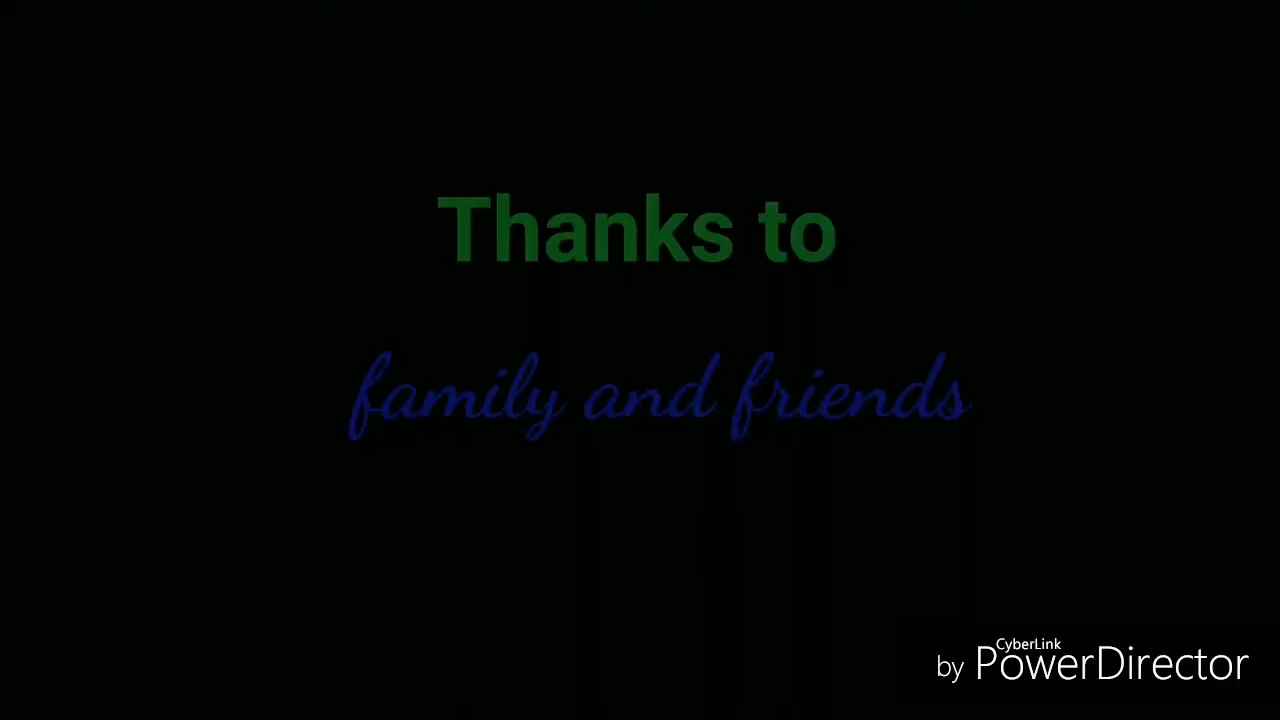 Thanks to
family and friends
CyberLink
by PowerDirector